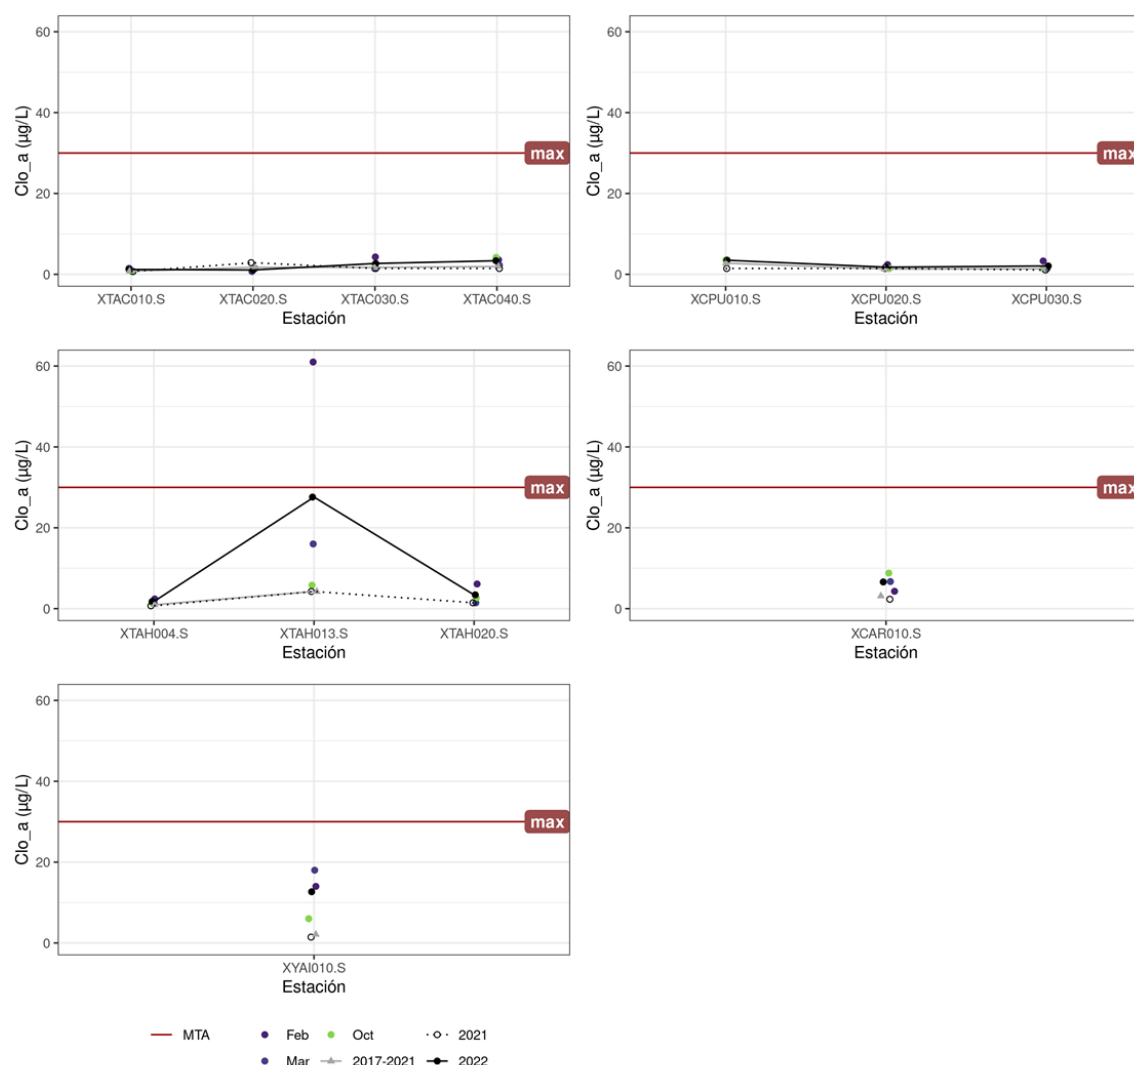 60
40
20
0
Clo_a (µg/L)
max
XTAC010.S XTAC020.S XTAC030.S XTAC040.S
Estación
60
40
20
0
Clo_a (µg/L)
max
XCPU010.S XCPU020.S XCPU030.S
Estación
60
40
20
0
Clo_a (µg/L)
max
XTAH004.S XTAH013.S XTAH020.S
Estación
60
40
20
0
Clo_a (µg/L)
max
XCAR010.S
Estación
60
40
20
0
Clo_a (µg/L)
max
XYAI010.S
Estación
MTA Feb Oct 2021
Mar 2017-2021 2022